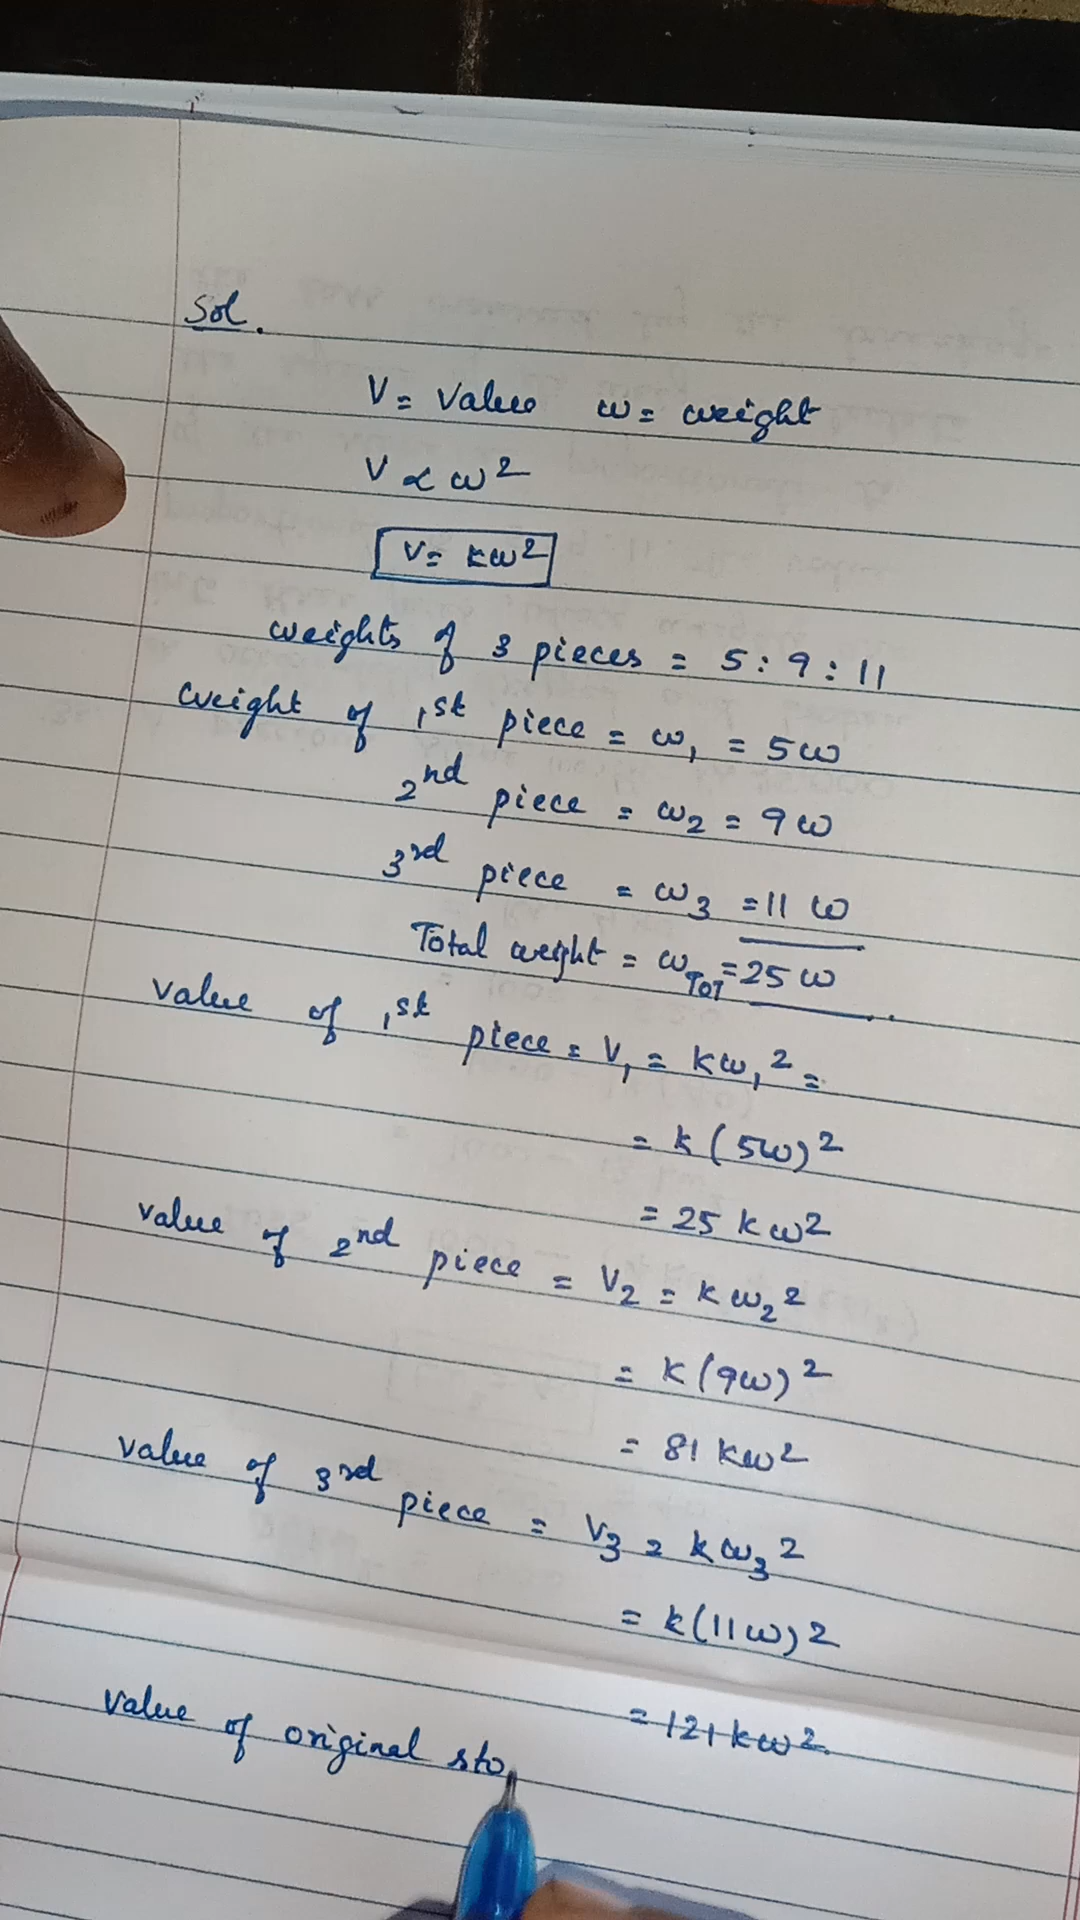 Sol.
V = Value   w = weight
V ∝ w²
V = kw²
weights of 3 pieces = 5 : 9 : 11
weight of 1st piece = w₁ = 5w
2nd piece = w₂ = 9w
3rd piece = w₃ = 11w
Total weight = w_TOT = 25w
Value of 1st piece = V₁ = kw₁² =
= k(5w)²
= 25 kw²
Value of 2nd piece = V₂ = kw₂²
= k(9w)²
= 81 kw²
Value of 3rd piece = V₃ = kw₃²
= k(11w)²
= 121kw²
Value of original sto